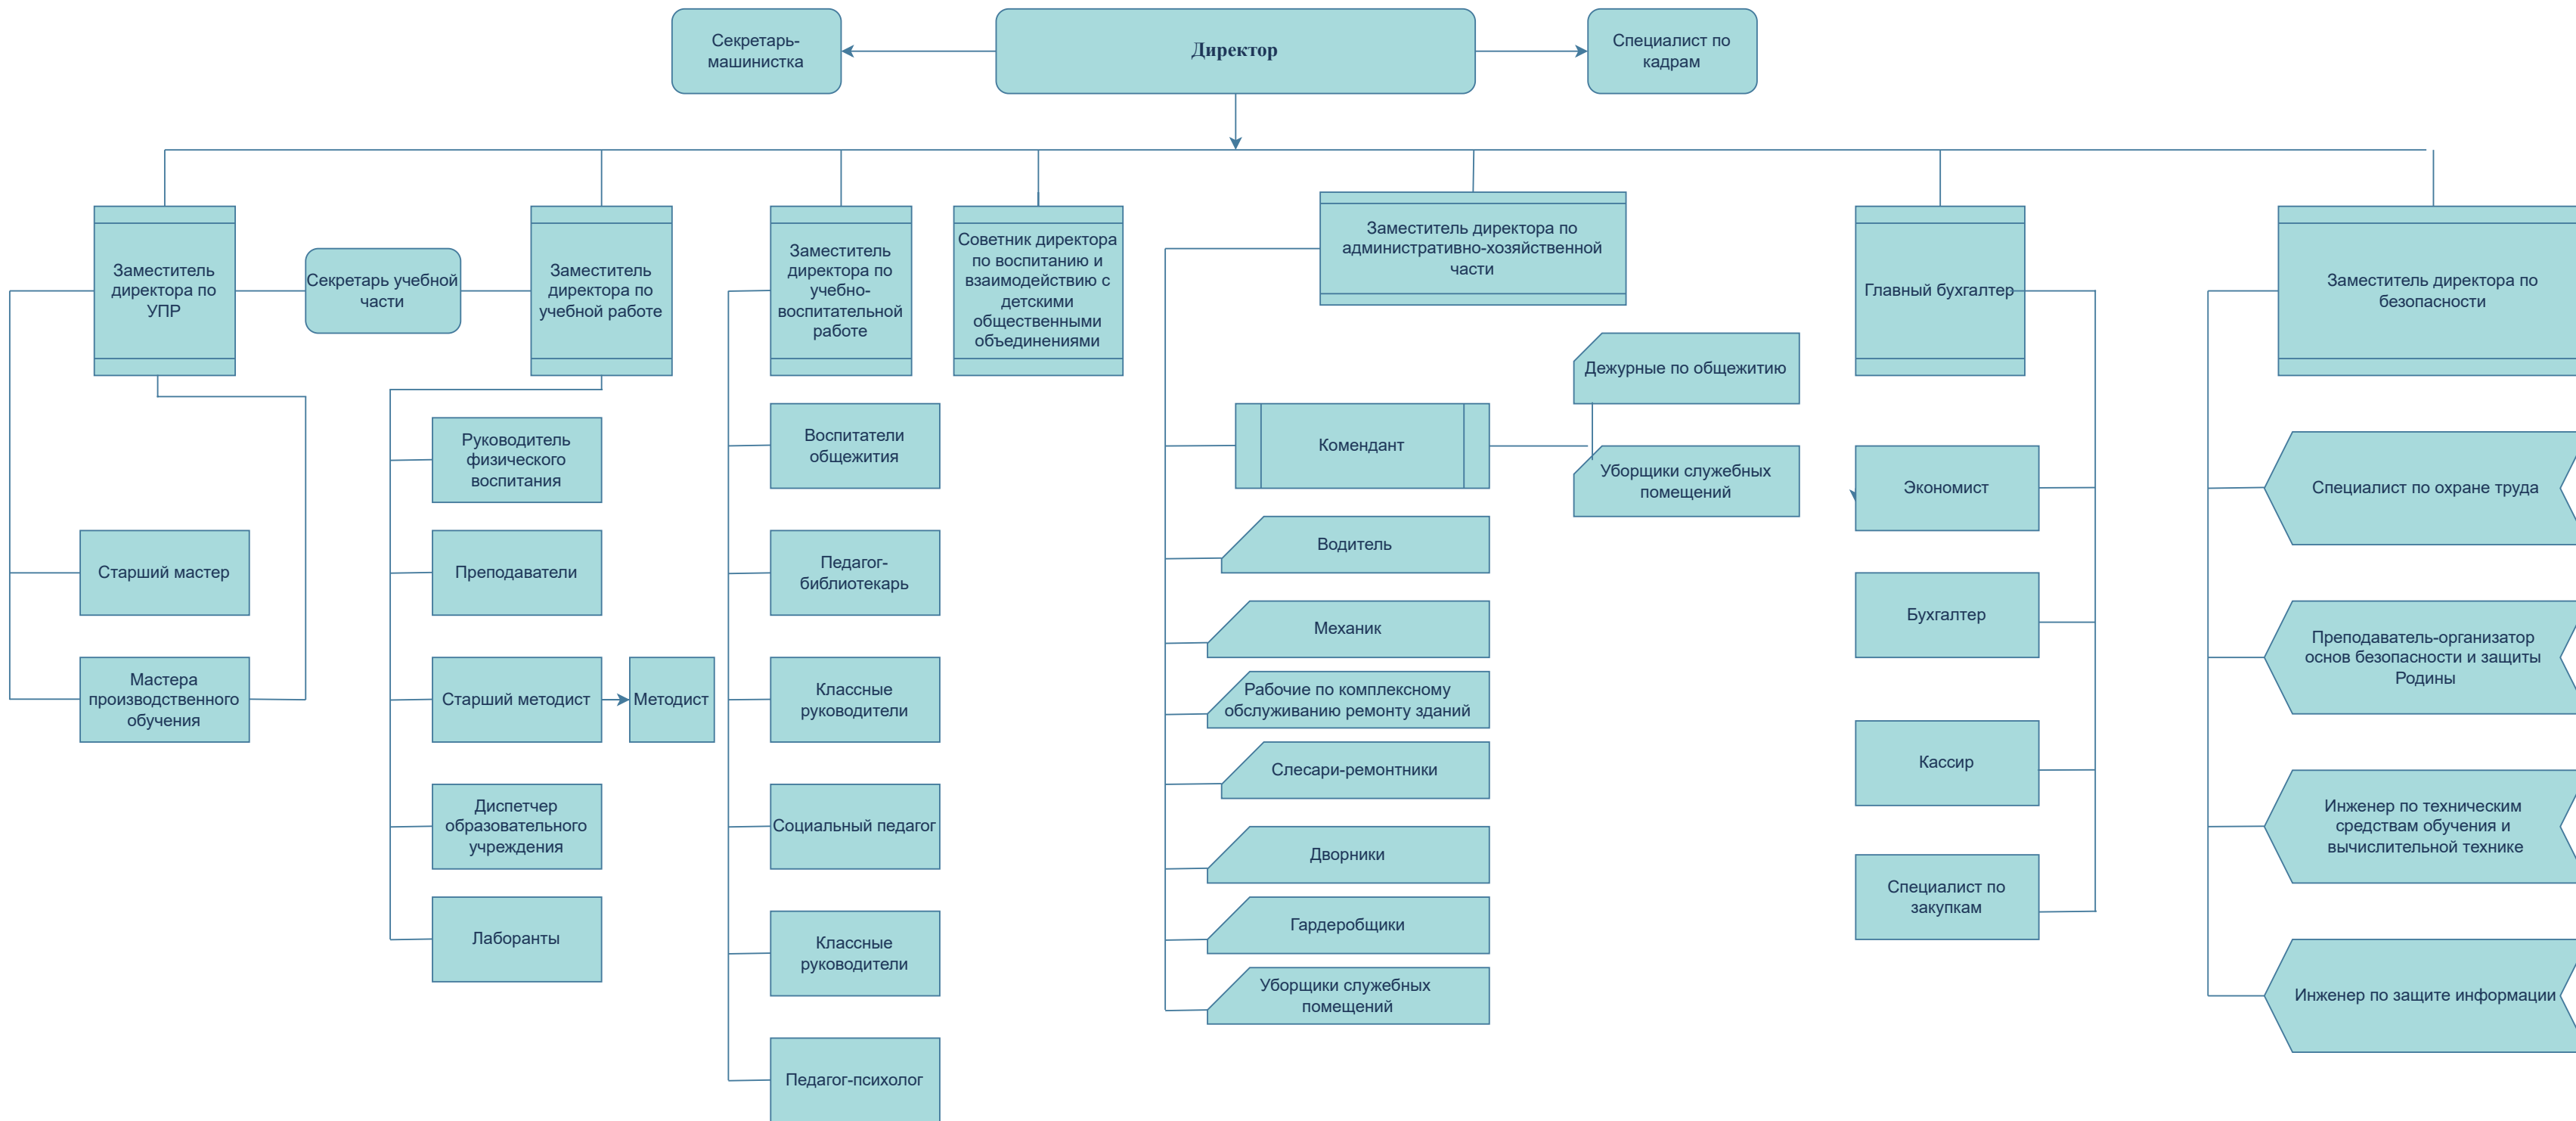 Секретарь-
машинистка
Директор
Специалист по
кадрам
Заместитель
директора по
УПР
Секретарь учебной
части
Заместитель
директора по
учебной работе
Заместитель
директора по
учебно-
воспитательной
работе
Советник директора
по воспитанию и
взаимодействию с
детскими
общественными
объединениями
Заместитель директора по
административно-хозяйственной
части
Главный бухгалтер
Заместитель директора по
безопасности
Старший мастер
Мастера
производственного
обучения
Руководитель
физического
воспитания
Преподаватели
Старший методист
Методист
Диспетчер
образовательного
учреждения
Лаборанты
Воспитатели
общежития
Педагог-
библиотекарь
Классные
руководители
Социальный педагог
Классные
руководители
Педагог-психолог
Комендант
Дежурные по общежитию
Уборщики служебных
помещений
Водитель
Механик
Рабочие по комплексному
обслуживанию ремонту зданий
Слесари-ремонтники
Дворники
Гардеробщики
Уборщики служебных
помещений
Экономист
Бухгалтер
Кассир
Специалист по
закупкам
Специалист по охране труда
Преподаватель-организатор
основ безопасности и защиты
Родины
Инженер по техническим
средствам обучения и
вычислительной технике
Инженер по защите информации